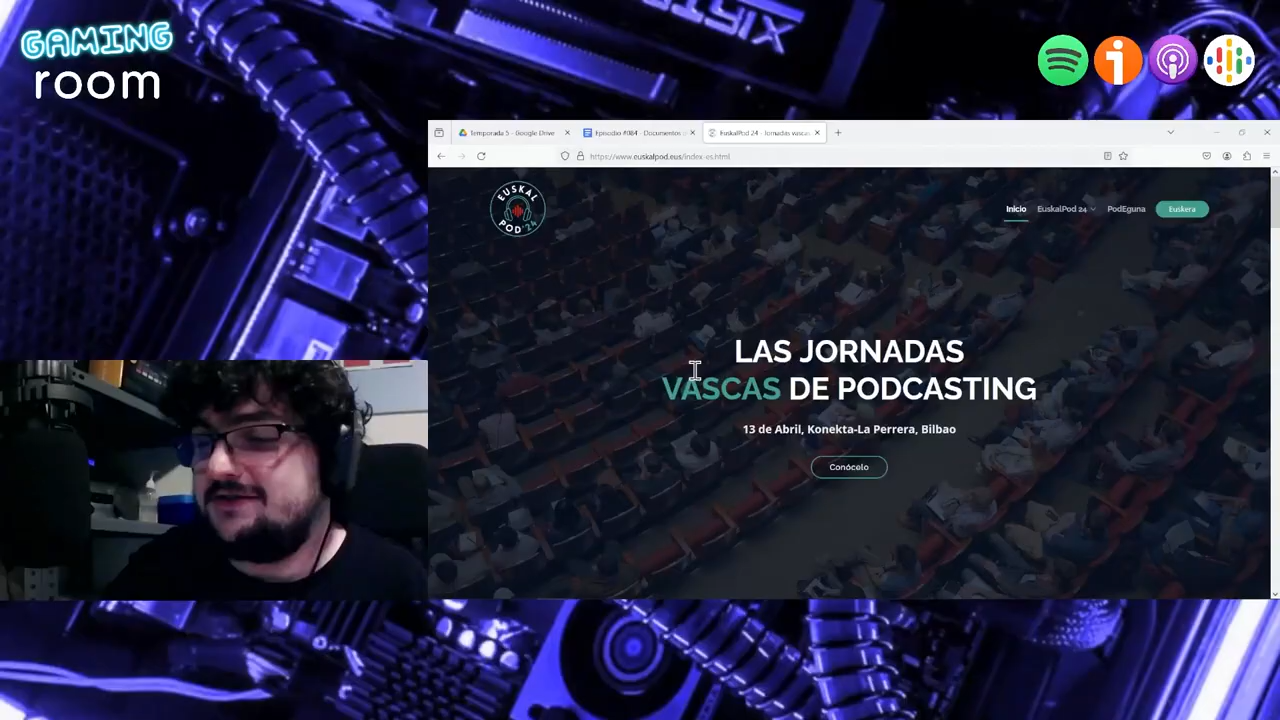 GAMING
room
Temporada 5 - Google Drive
Episodio #084 - Documentos
EuskalPod 24 - Jornadas vascas
https://www.euskalpod.eus/index-es.html
EUSKAL
POD '24
Inicio
EuskalPod 24
PodEguna
Euskera
LAS JORNADAS
VASCAS DE PODCASTING
13 de Abril, Konekta-La Perrera, Bilbao
Conócelo